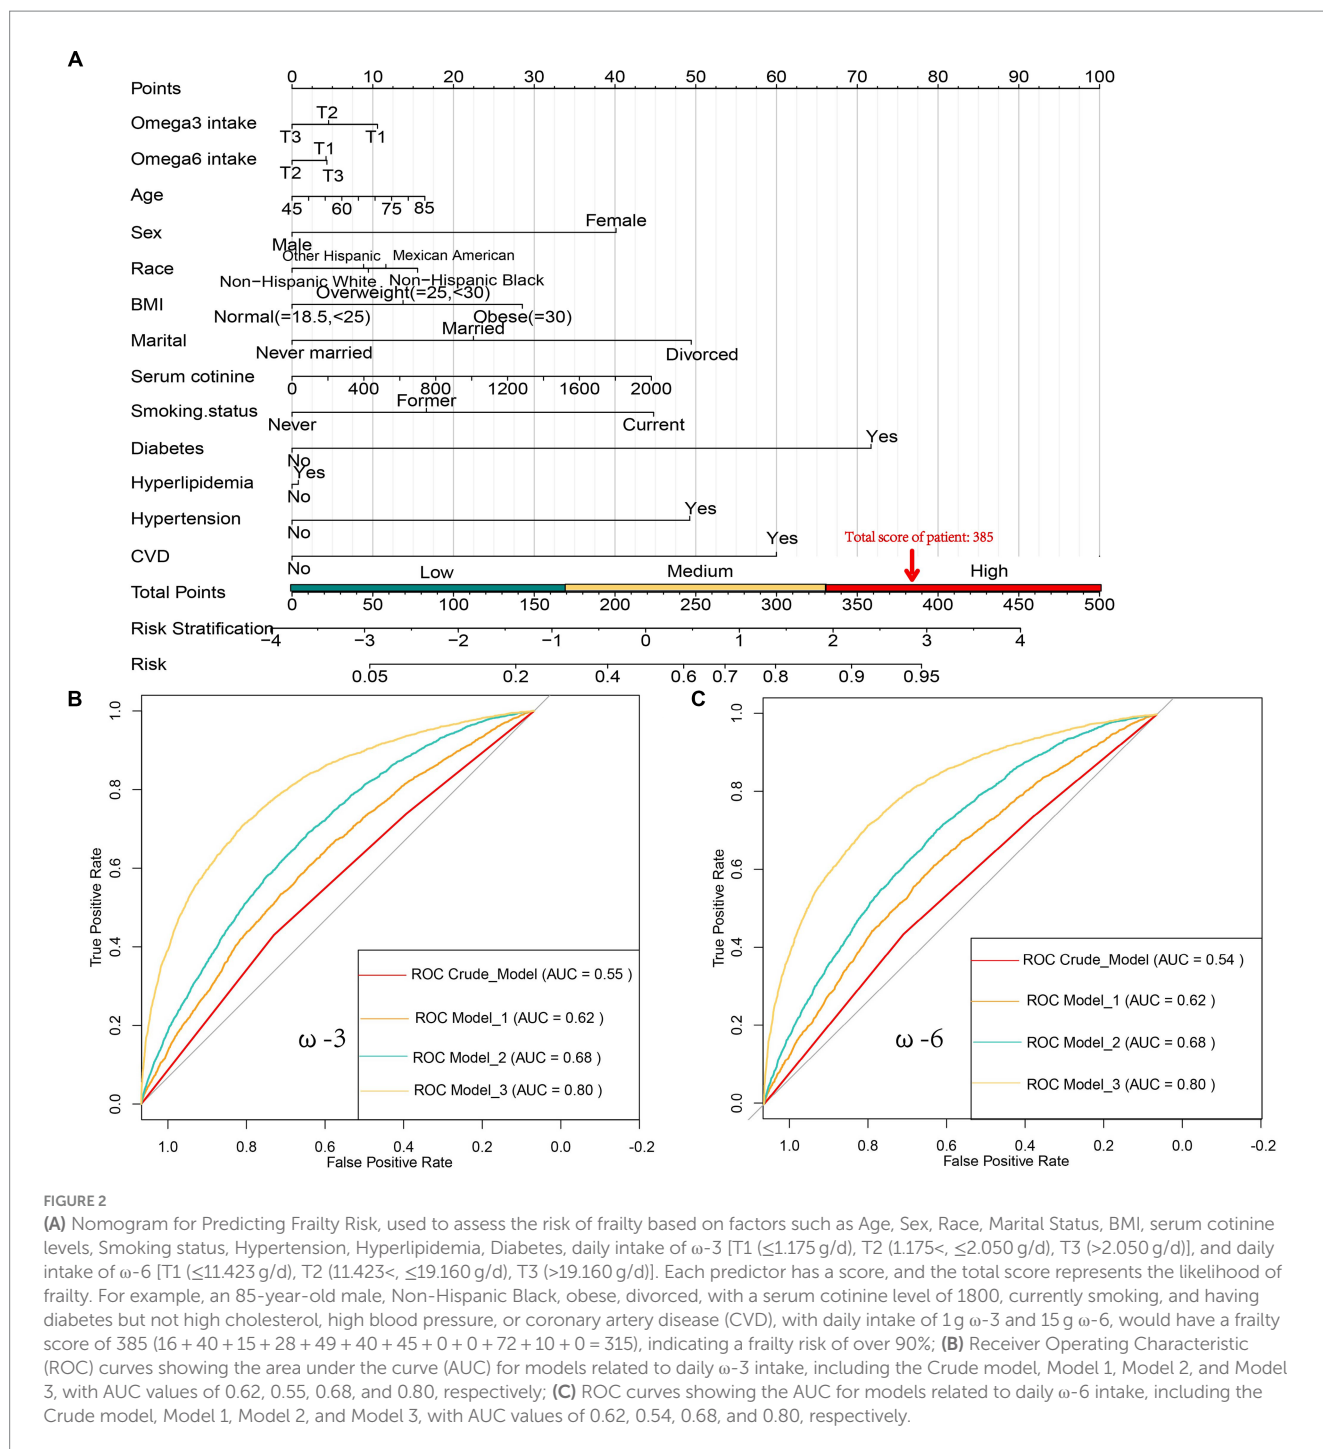 A
Points
0 10 20 30 40 50 60 70 80 90 100
Omega3 intake
T2
T3 T1
Omega6 intake
T1
T2 T3
Age
45 60 75 85
Sex
Female
Male
Race
Other Hispanic Mexican American
Non-Hispanic White Non-Hispanic Black
BMI
Overweight(=25,<30)
Normal(=18.5,<25) Obese(=30)
Marital
Married
Never married Divorced
Serum cotinine
0 400 800 1200 1600 2000
Smoking.status
Former
Never Current
Diabetes
Yes
No
Hyperlipidemia
Yes
No
Hypertension
Yes
No
CVD
Yes
No
Total score of patient: 385
Low Medium High
Total Points
0 50 100 150 200 250 300 350 400 450 500
Risk Stratification
−4 −3 −2 −1 0 1 2 3 4
Risk
0.05 0.2 0.4 0.6 0.7 0.8 0.9 0.95
B
True Positive Rate
1.0
0.8
0.6
0.4
0.2
0.0
ω -3
ROC Crude_Model (AUC = 0.55 )
ROC Model_1 (AUC = 0.62 )
ROC Model_2 (AUC = 0.68 )
ROC Model_3 (AUC = 0.80 )
1.0 0.8 0.6 0.4 0.2 0.0 -0.2
False Positive Rate
C
True Positive Rate
1.0
0.8
0.6
0.4
0.2
0.0
ω -6
ROC Crude_Model (AUC = 0.54 )
ROC Model_1 (AUC = 0.62 )
ROC Model_2 (AUC = 0.68 )
ROC Model_3 (AUC = 0.80 )
1.0 0.8 0.6 0.4 0.2 0.0 -0.2
False Positive Rate
FIGURE 2
(A) Nomogram for Predicting Frailty Risk, used to assess the risk of frailty based on factors such as Age, Sex, Race, Marital Status, BMI, serum cotinine
levels, Smoking status, Hypertension, Hyperlipidemia, Diabetes, daily intake of ω-3 [T1 (≤1.175 g/d), T2 (1.175<, ≤2.050 g/d), T3 (>2.050 g/d)], and daily
intake of ω-6 [T1 (≤11.423 g/d), T2 (11.423<, ≤19.160 g/d), T3 (>19.160 g/d)]. Each predictor has a score, and the total score represents the likelihood of
frailty. For example, an 85-year-old male, Non-Hispanic Black, obese, divorced, with a serum cotinine level of 1800, currently smoking, and having
diabetes but not high cholesterol, high blood pressure, or coronary artery disease (CVD), with daily intake of 1 g ω-3 and 15 g ω-6, would have a frailty
score of 385 (16 + 40 + 15 + 28 + 49 + 40 + 45 + 0 + 0 + 72 + 10 + 0 = 315), indicating a frailty risk of over 90%; (B) Receiver Operating Characteristic
(ROC) curves showing the area under the curve (AUC) for models related to daily ω-3 intake, including the Crude model, Model 1, Model 2, and Model
3, with AUC values of 0.62, 0.55, 0.68, and 0.80, respectively; (C) ROC curves showing the AUC for models related to daily ω-6 intake, including the
Crude model, Model 1, Model 2, and Model 3, with AUC values of 0.62, 0.54, 0.68, and 0.80, respectively.